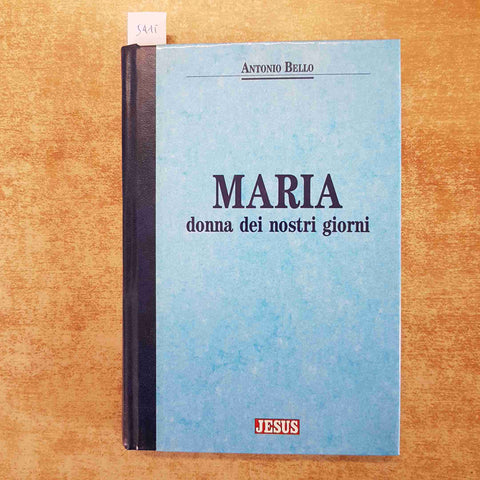 ANTONIO BELLO
MARIA
donna dei nostri giorni
JESUS